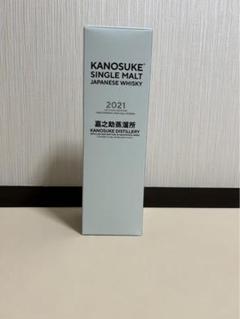 KANOSUKE
SINGLE MALT
JAPANESE WHISKY
2021
嘉之助蒸溜所
KANOSUKE DISTILLERY